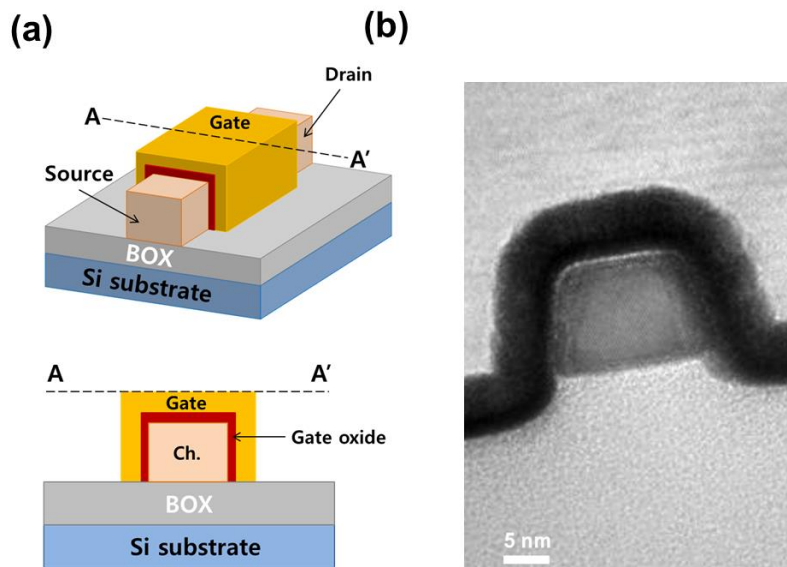 (a)
(b)
Drain
A
Gate
A'
Source
BOX
Si substrate
A
A'
Gate
Gate oxide
Ch.
BOX
Si substrate
5 nm